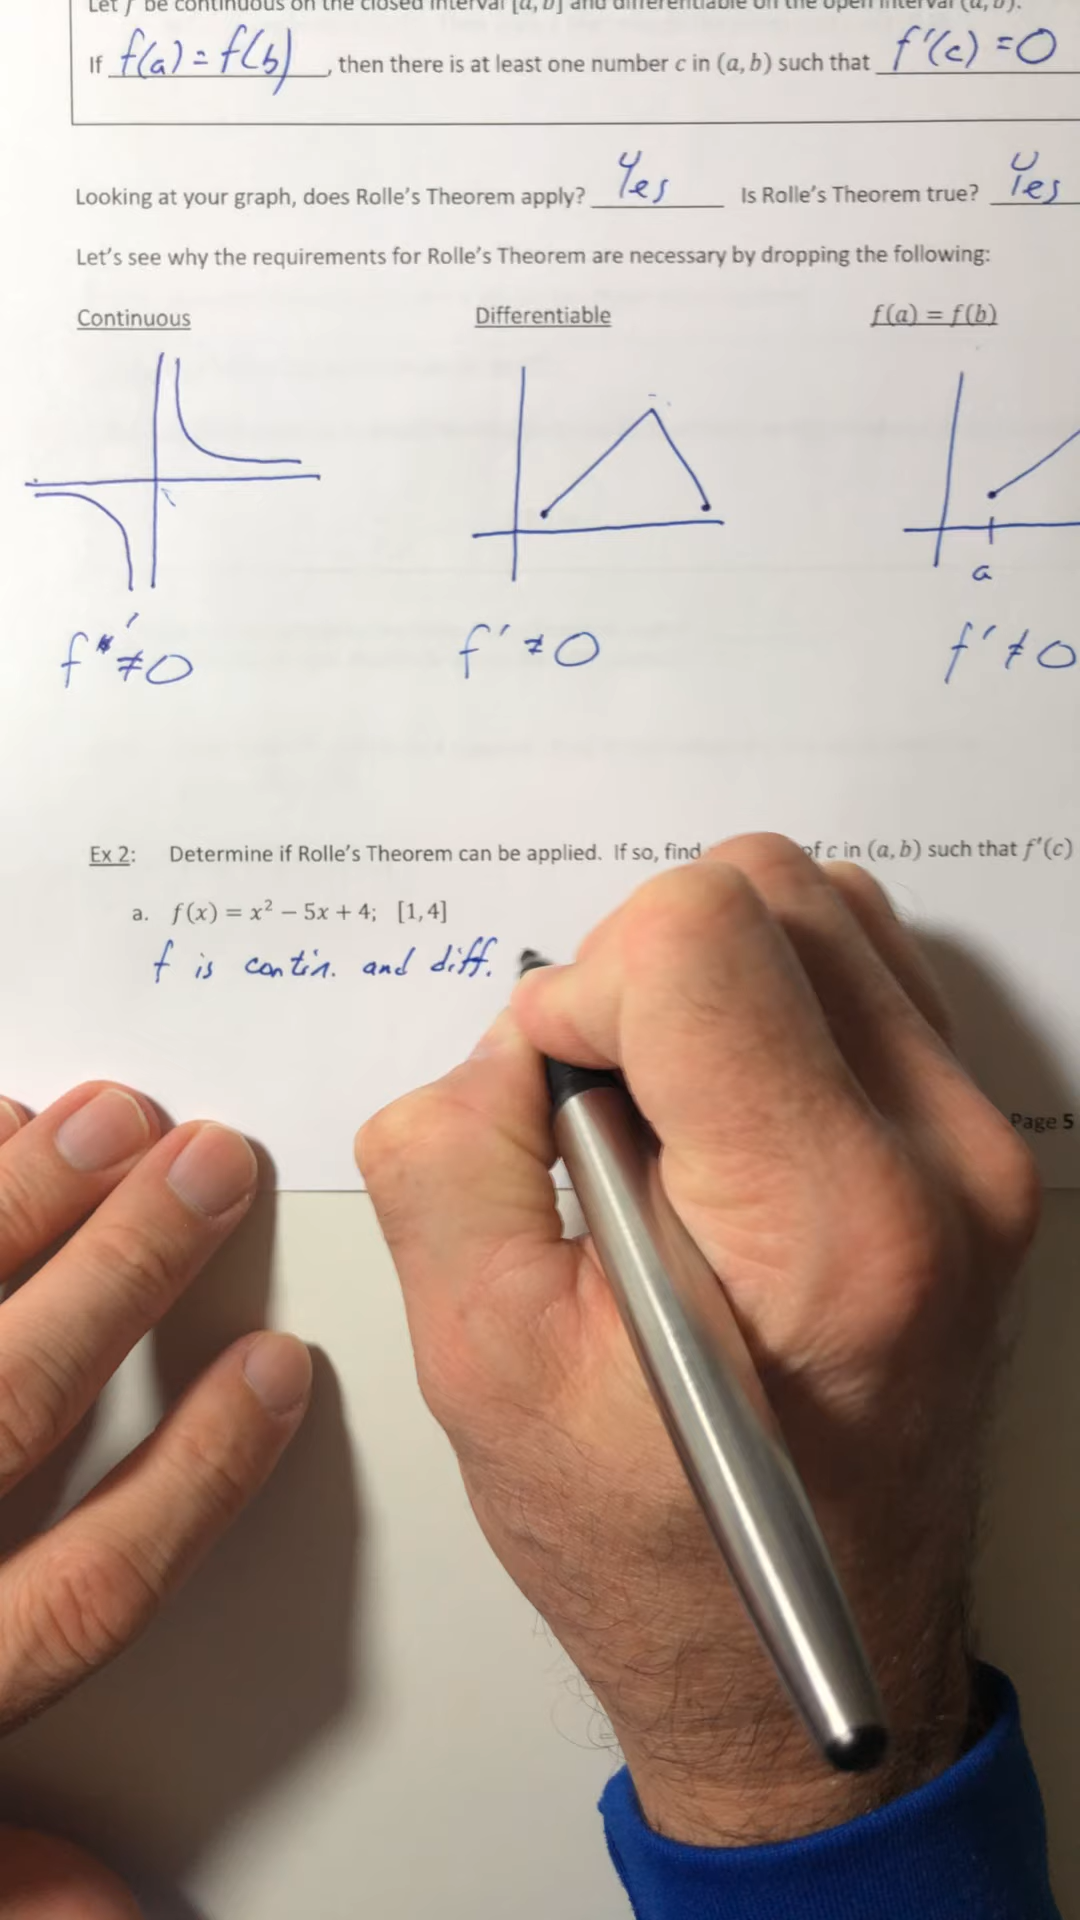 Let f be continuous on the closed interval [a, b] and differentiable on the open interval (a, b).
If f(a) = f(b), then there is at least one number c in (a, b) such that f'(c) = 0
Looking at your graph, does Rolle's Theorem apply? Yes Is Rolle's Theorem true? Yes
Let's see why the requirements for Rolle's Theorem are necessary by dropping the following:
Continuous Differentiable f(a) = f(b)
a
f' ≠ 0 f' ≠ 0 f' ≠ 0
Ex 2: Determine if Rolle's Theorem can be applied. If so, find of c in (a, b) such that f'(c)
a. f(x) = x² − 5x + 4; [1, 4]
f is contin. and diff.
Page 5